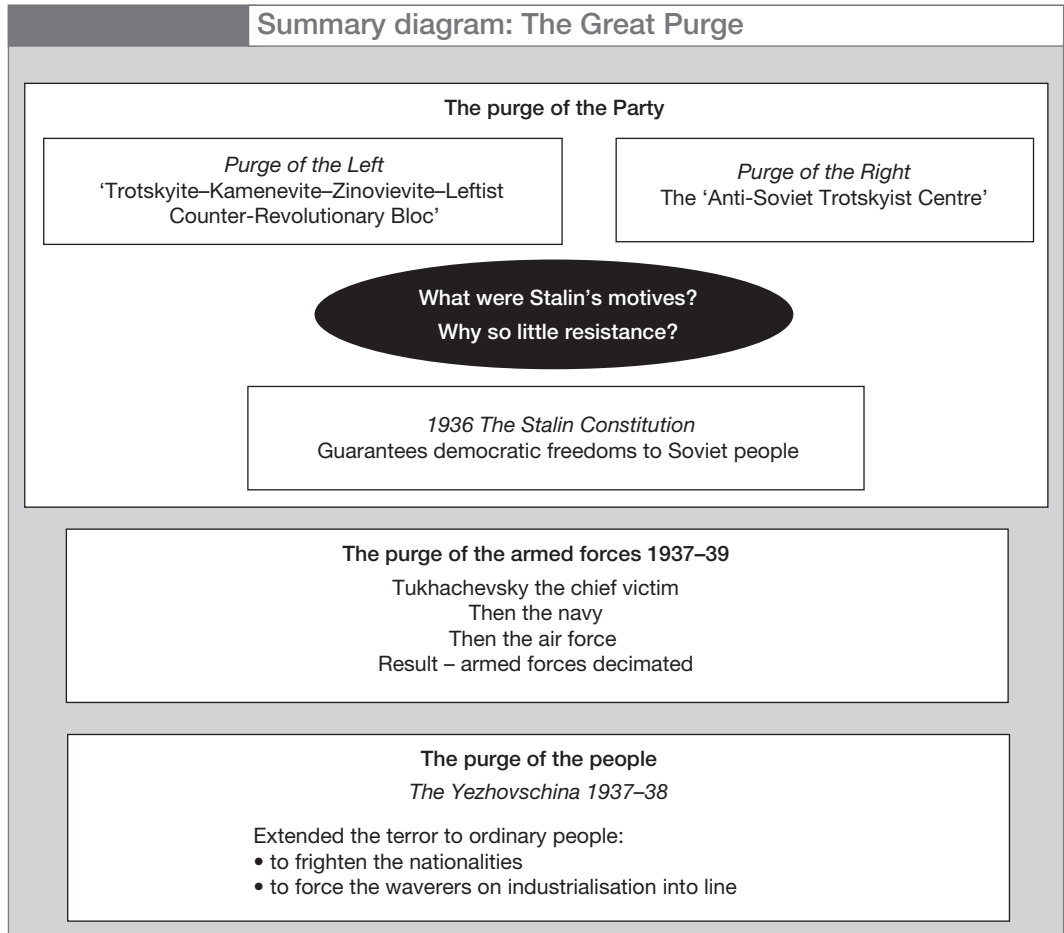 Summary diagram: The Great Purge
The purge of the Party
Purge of the Left
‘Trotskyite–Kamenevite–Zinovievite–Leftist
Counter-Revolutionary Bloc’
Purge of the Right
The ‘Anti-Soviet Trotskyist Centre’
What were Stalin’s motives?
Why so little resistance?
1936 The Stalin Constitution
Guarantees democratic freedoms to Soviet people
The purge of the armed forces 1937–39
Tukhachevsky the chief victim
Then the navy
Then the air force
Result – armed forces decimated
The purge of the people
The Yezhovschina 1937–38
Extended the terror to ordinary people:
• to frighten the nationalities
• to force the waverers on industrialisation into line